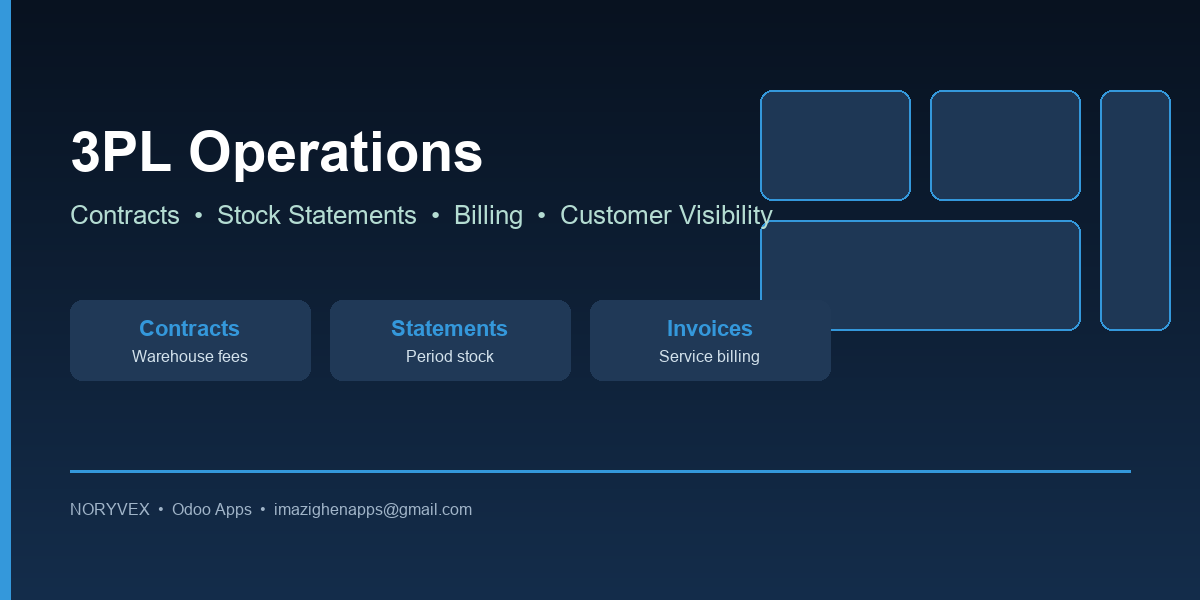 3PL Operations
Contracts • Stock Statements • Billing • Customer Visibility
Contracts
Warehouse fees
Statements
Period stock
Invoices
Service billing
NORYVEX • Odoo Apps • imazighenapps@gmail.com